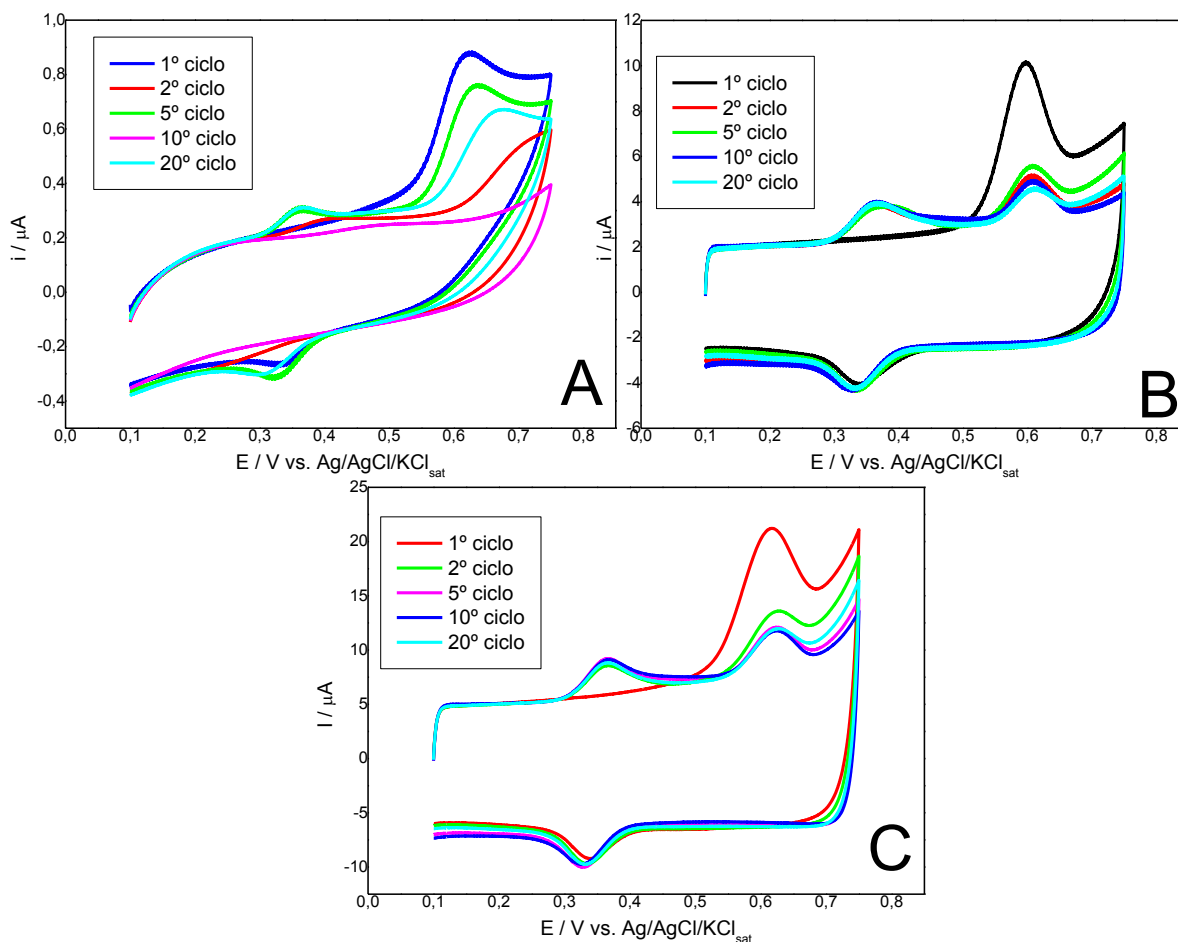 1,0
0,8
0,6
0,4
0,2
0,0
-0,2
-0,4
i / μA
1º ciclo
2º ciclo
5º ciclo
10º ciclo
20º ciclo
A
0,0 0,1 0,2 0,3 0,4 0,5 0,6 0,7 0,8
E / V vs. Ag/AgCl/KCl_sat
12
10
8
6
4
2
0
-2
-4
-6
i / μA
1º ciclo
2º ciclo
5º ciclo
10º ciclo
20º ciclo
B
0,0 0,1 0,2 0,3 0,4 0,5 0,6 0,7 0,8
E / V vs. Ag/AgCl/KCl_sat
25
20
15
10
5
0
-5
-10
I / μA
1º ciclo
2º ciclo
5º ciclo
10º ciclo
20º ciclo
C
0,0 0,1 0,2 0,3 0,4 0,5 0,6 0,7 0,8
E / V vs. Ag/AgCl/KCl_sat